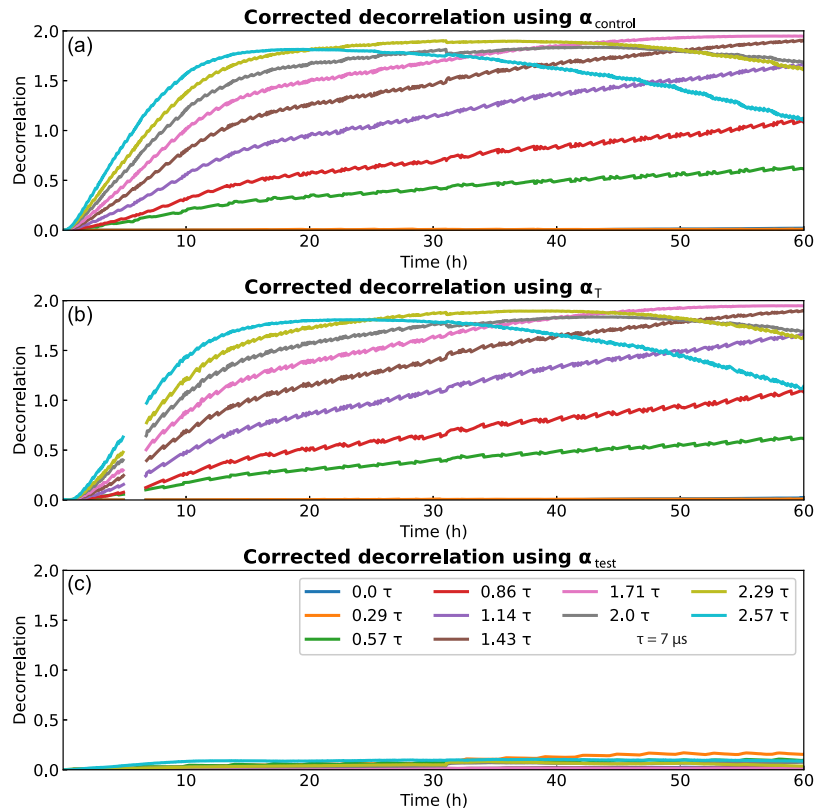 Corrected decorrelation using αcontrol
(a)
2.0
1.5
1.0
0.5
0.0
Decorrelation
10 20 30 40 50 60
Time (h)
Corrected decorrelation using αT
(b)
2.0
1.5
1.0
0.5
0.0
Decorrelation
10 20 30 40 50 60
Time (h)
Corrected decorrelation using αtest
(c)
2.0
1.5
1.0
0.5
0.0
Decorrelation
0.0 τ 0.86 τ 1.71 τ 2.29 τ
0.29 τ 1.14 τ 2.0 τ 2.57 τ
0.57 τ 1.43 τ τ = 7 μs
10 20 30 40 50 60
Time (h)